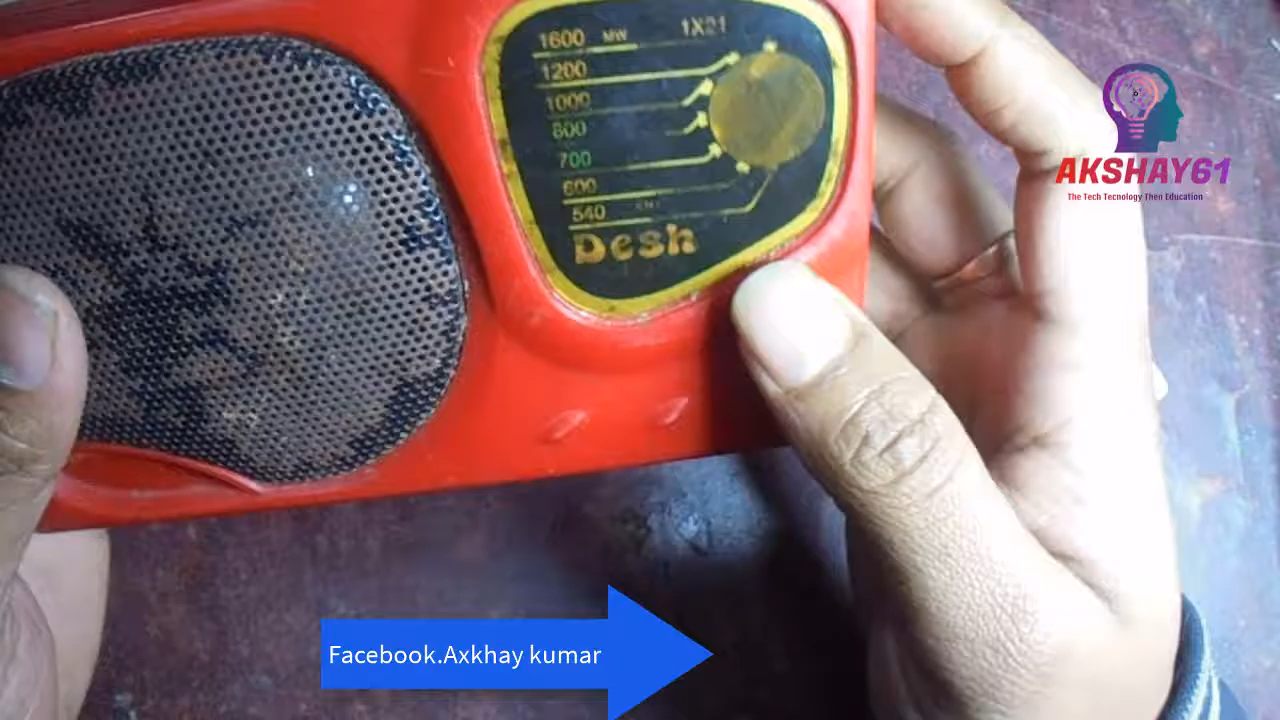 1600 MW 1X21
1200
1000
800
700
600
540
Desh
AKSHAY61
The Tech Tecnology Then Education
Facebook.Axkhay kumar